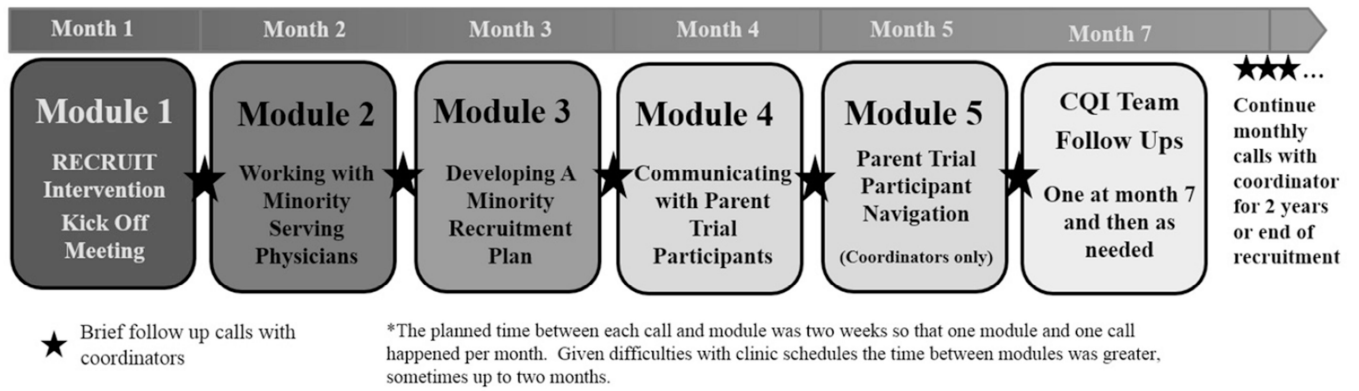 Month 1
Month 2
Month 3
Month 4
Month 5
Month 7
Module 1
RECRUIT
Intervention
Kick Off
Meeting
Module 2
Working with
Minority
Serving
Physicians
Module 3
Developing A
Minority
Recruitment
Plan
Module 4
Communicating
with Parent
Trial
Participants
Module 5
Parent Trial
Participant
Navigation
(Coordinators only)
CQI Team
Follow Ups
One at month 7
and then as
needed
...
Continue
monthly
calls with
coordinator
for 2 years
or end of
recruitment
Brief follow up calls with
coordinators
*The planned time between each call and module was two weeks so that one module and one call
happened per month. Given difficulties with clinic schedules the time between modules was greater,
sometimes up to two months.